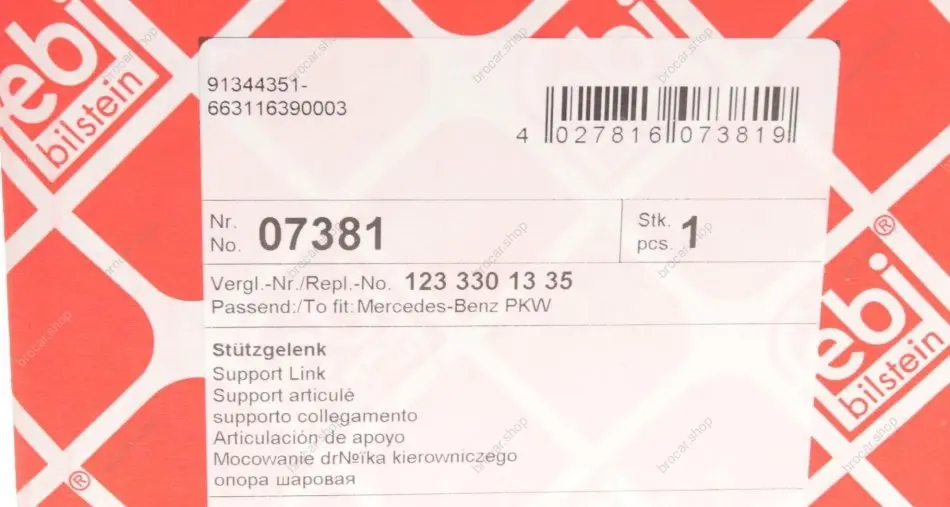 febi
bilstein
91344351-
663116390003
4 027816 073819
Nr.
No. 07381
Stk.
pcs. 1
Vergl.-Nr./Repl.-No. 123 330 13 35
Passend:/To fit: Mercedes-Benz PKW
Stützgelenk
Support Link
Support articulé
supporto collegamento
Articulación de apoyo
Mocowanie drNąïka kierowniczego
опора шаровая
febi
bilstein
brocar.shop